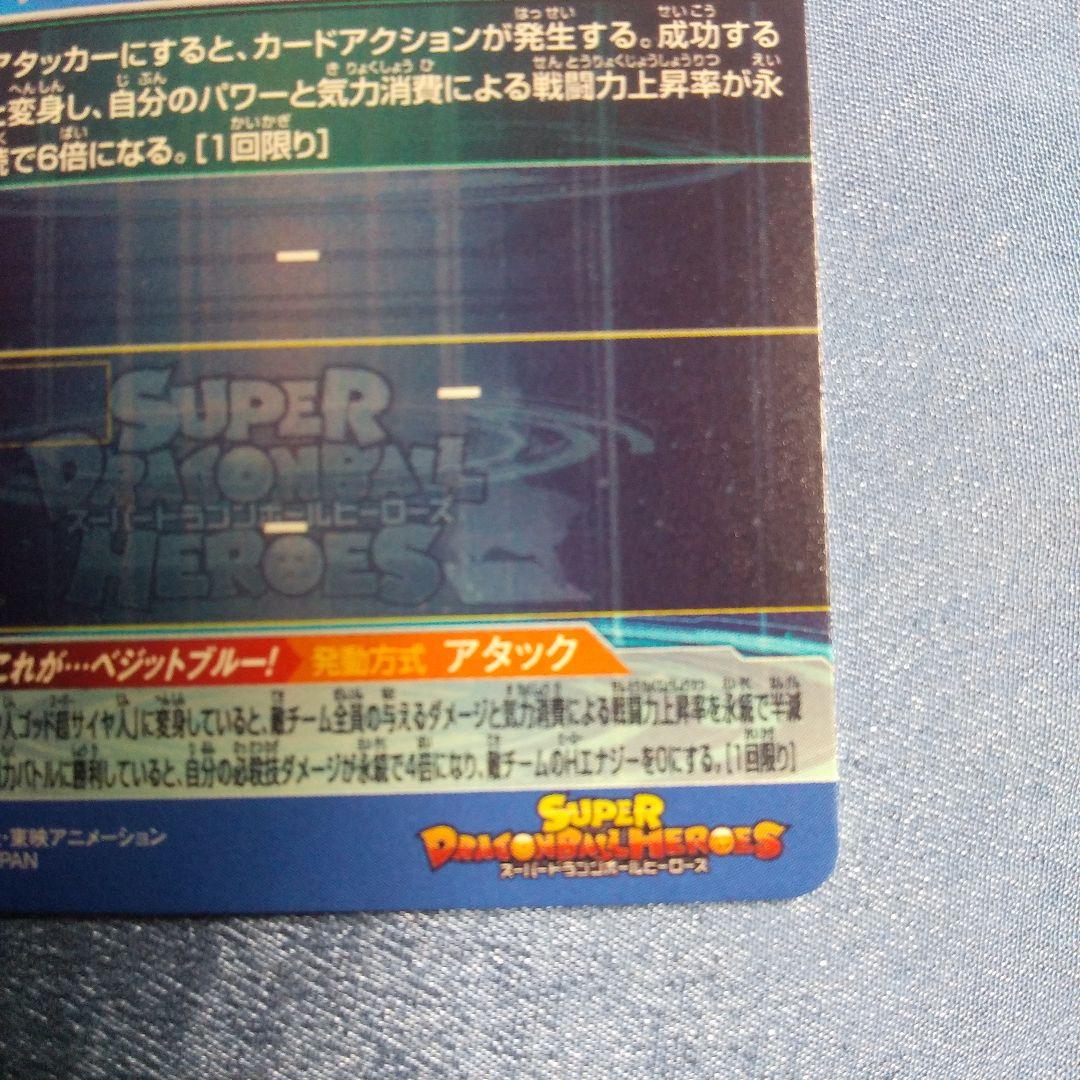 アタッカーにすると、カードアクションが発生する。成功する
と変身し、自分のパワーと気力消費による戦闘力上昇率が永
続で6倍になる。[1回限り]
SUPER
DRAGONBALL
スーパードラゴンボールヒーローズ
HEROES
これが…ベジットブルー! 発動方式 アタック
人ゴッド超サイヤ人」に変身していると、敵チーム全員の与えるダメージと気力消費による戦闘力上昇率を永続で半減
力バトルに勝利していると、自分の必殺技ダメージが永続で4倍になり、敵チームのHエナジーを0にする。[1回限り]
・東映アニメーション
PAN
SUPER
DRAGONBALL HEROES
スーパードラゴンボールヒーローズ